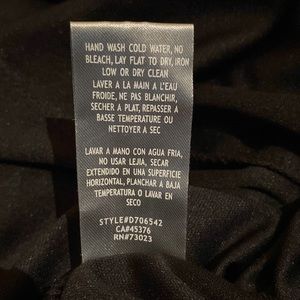 HAND WASH COLD WATER, NO
BLEACH, LAY FLAT TO DRY, IRON
LOW OR DRY CLEAN
LAVER A LA MAIN A L'EAU
FROIDE, NE PAS BLANCHIR,
SECHER A PLAT, REPASSER A
BASSE TEMPERATURE OU
NETTOYER A SEC
LAVAR A MANO CON AGUA FRIA,
NO USAR LEJIA, SECAR
EXTENDIDO EN UNA SUPERFICIE
HORIZONTAL, PLANCHAR A BAJA
TEMPERATURA O LAVAR EN
SECO
STYLE#D706542
CA#45376
RN#73023